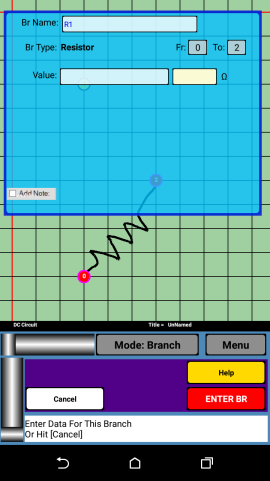 Br Name: R1
Br Type: Resistor Fr: 0 To: 2
Value: Ω
Add Note:
0
DC Circuit Title = UnNamed
Mode: Branch Menu
Help
Cancel ENTER BR
Enter Data For This Branch
Or Hit [Cancel]